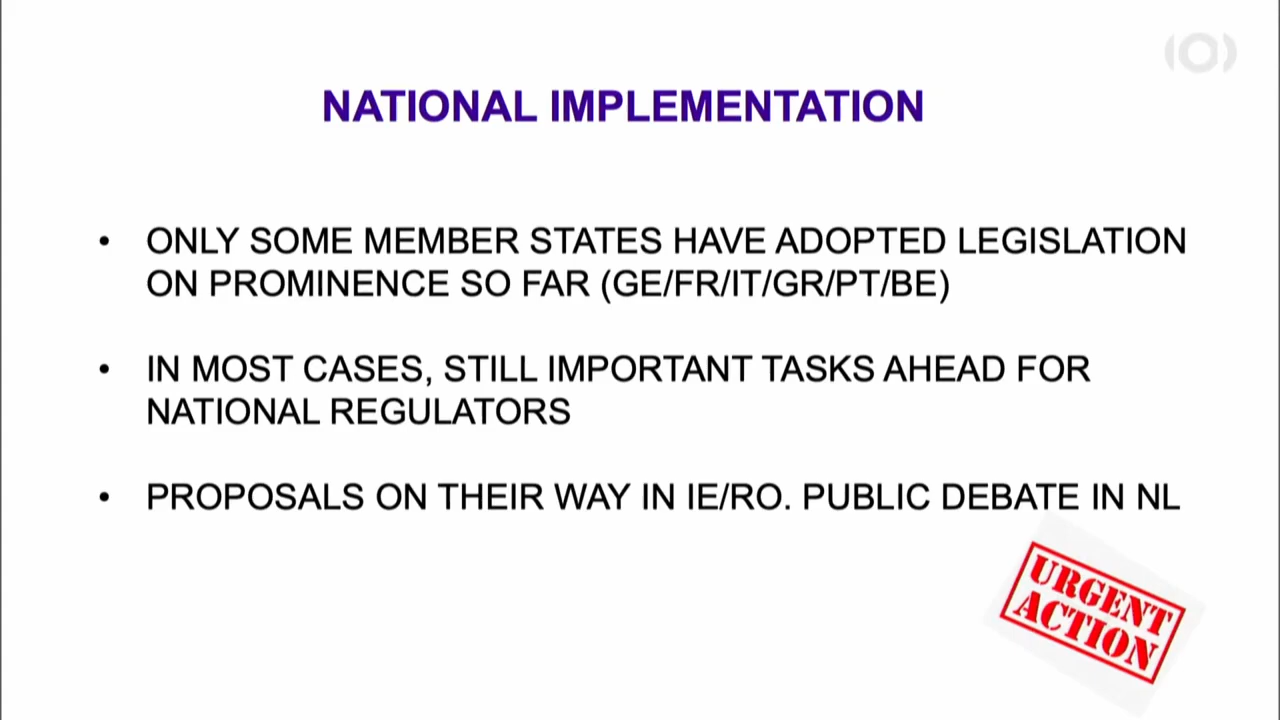 NATIONAL IMPLEMENTATION
• ONLY SOME MEMBER STATES HAVE ADOPTED LEGISLATION
ON PROMINENCE SO FAR (GE/FR/IT/GR/PT/BE)
• IN MOST CASES, STILL IMPORTANT TASKS AHEAD FOR
NATIONAL REGULATORS
• PROPOSALS ON THEIR WAY IN IE/RO. PUBLIC DEBATE IN NL
URGENT
ACTION